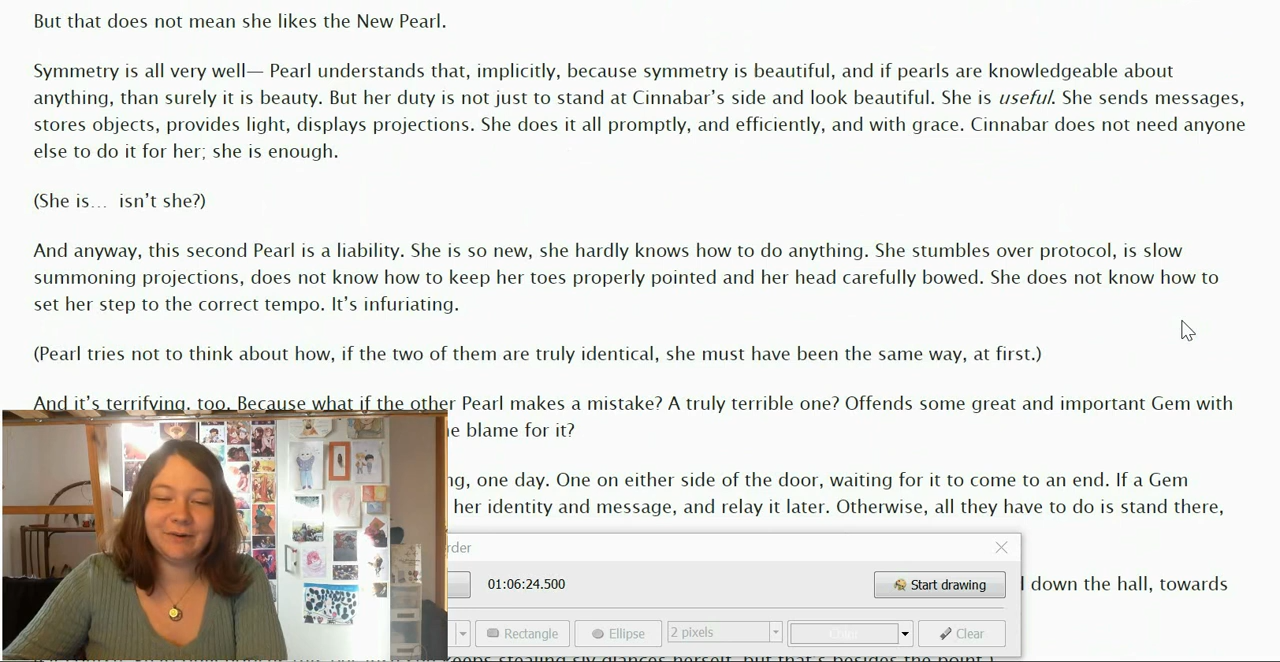 But that does not mean she likes the New Pearl.
Symmetry is all very well— Pearl understands that, implicitly, because symmetry is beautiful, and if pearls are knowledgeable about
anything, than surely it is beauty. But her duty is not just to stand at Cinnabar's side and look beautiful. She is useful. She sends messages,
stores objects, provides light, displays projections. She does it all promptly, and efficiently, and with grace. Cinnabar does not need anyone
else to do it for her; she is enough.
(She is… isn't she?)
And anyway, this second Pearl is a liability. She is so new, she hardly knows how to do anything. She stumbles over protocol, is slow
summoning projections, does not know how to keep her toes properly pointed and her head carefully bowed. She does not know how to
set her step to the correct tempo. It's infuriating.
(Pearl tries not to think about how, if the two of them are truly identical, she must have been the same way, at first.)
And it's terrifying, too. Because what if the other Pearl makes a mistake? A truly terrible one? Offends some great and important Gem with
blame for it?
one day. One on either side of the door, waiting for it to come to an end. If a Gem
her identity and message, and relay it later. Otherwise, all they have to do is stand there,
01:06:24.500
Start drawing
down the hall, towards
Rectangle
Ellipse
2 pixels
Color
Clear
keeps stealing sly glances herself, but that's besides the point.)